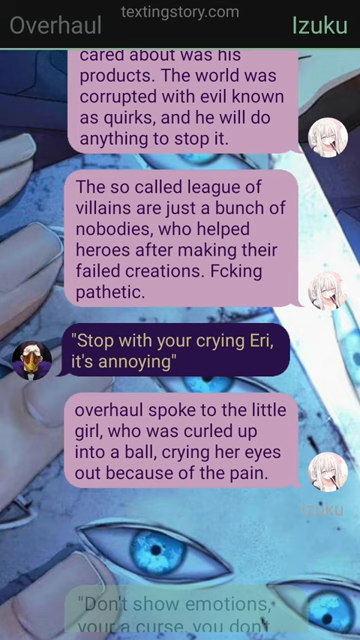 textingstory.com
Overhaul
Izuku
cared about was his
products. The world was
corrupted with evil known
as quirks, and he will do
anything to stop it.
The so called league of
villains are just a bunch of
nobodies, who helped
heroes after making their
failed creations. Fcking
pathetic.
"Stop with your crying Eri,
it's annoying"
overhaul spoke to the little
girl, who was curled up
into a ball, crying her eyes
out because of the pain.
Izuku
"Don't show emotions,
your a curse, you don't